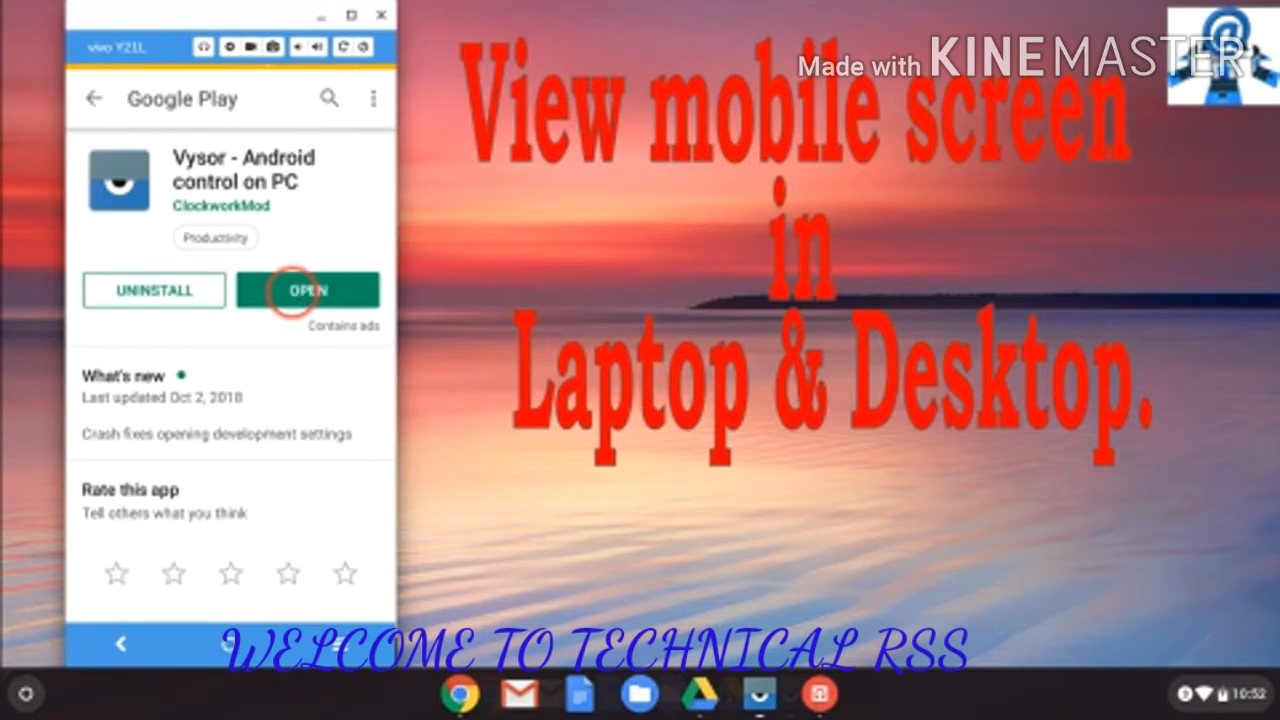 vivo Y21L
Google Play
Vysor - Android
control on PC
ClockworkMod
Productivity
UNINSTALL
OPEN
Contains ads
What's new
Last updated Oct 2, 2018
Crash fixes opening development settings
Rate this app
Tell others what you think
Made with KINEMASTER
View mobile screen
in
Laptop & Desktop.
@
WELCOME TO TECHNICAL RSS
10:52